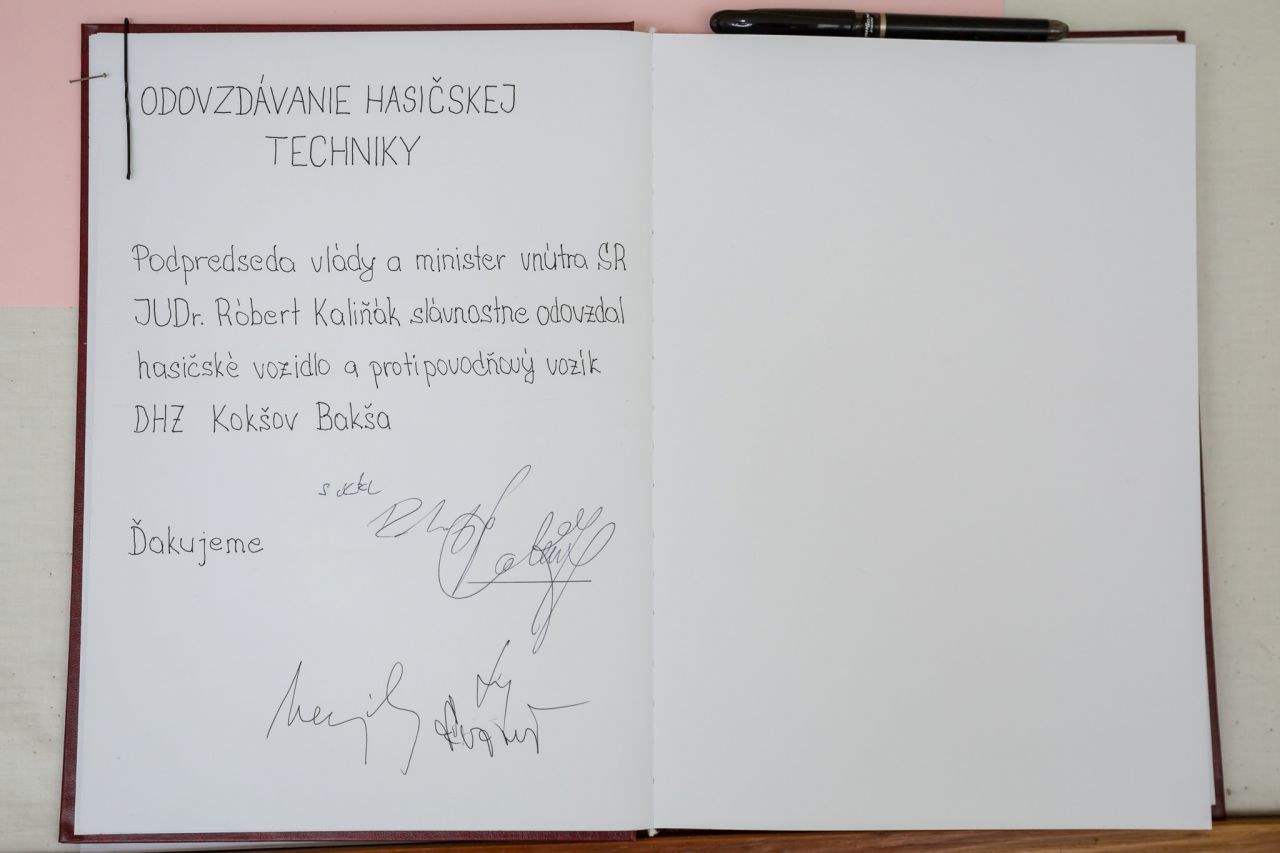 ODOVZDÁVANIE HASIČSKEJ
TECHNIKY
Podpredseda vlády a minister vnútra SR
JUDr. Róbert Kaliňák slávnostne odovzdal
hasičské vozidlo a protipovodňový vozík
DHZ Kokšov Bakša
Ďakujeme